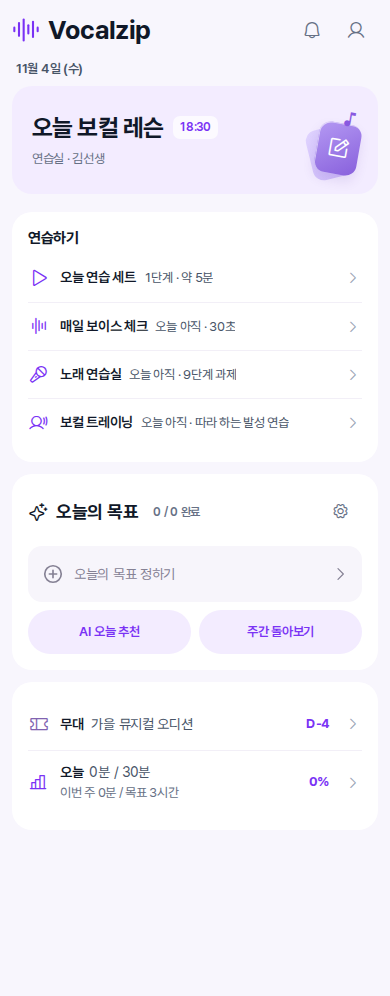 Vocalzip
11월 4일 (수)
오늘 보컬 레슨 18:30
연습실 · 김선생
연습하기
오늘 연습 세트 1단계 · 약 5분
매일 보이스 체크 오늘 아직 · 30초
노래 연습실 오늘 아직 · 9단계 과제
보컬 트레이닝 오늘 아직 · 따라 하는 발성 연습
오늘의 목표 0 / 0 완료
오늘의 목표 정하기
AI 오늘 추천 주간 돌아보기
무대 가을 뮤지컬 오디션 D-4
오늘 0분 / 30분 0%
이번 주 0분 / 목표 3시간